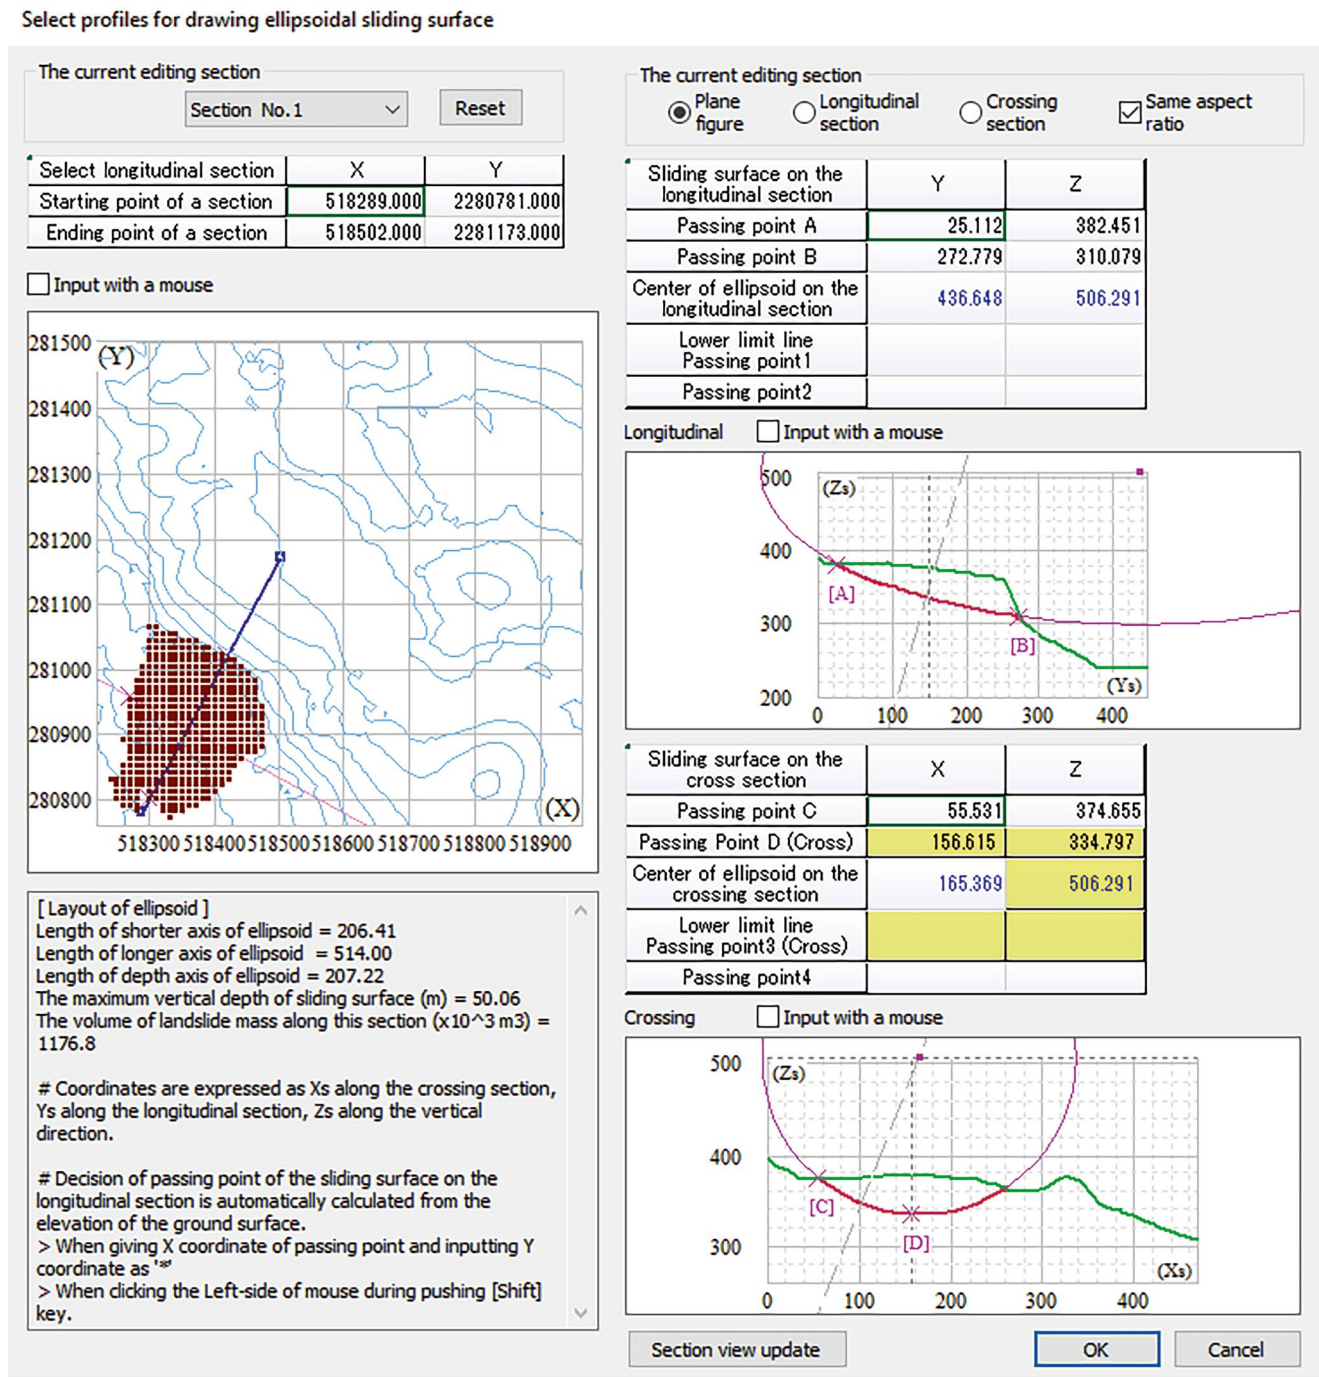 Select profiles for drawing ellipsoidal sliding surface
The current editing section
Section No.1
Reset
Select longitudinal section X Y
Starting point of a section 518289.000 2280781.000
Ending point of a section 518502.000 2281173.000
Input with a mouse
281500
281400
281300
281200
281100
281000
280900
280800
(Y)
(X)
518300 518400 518500 518600 518700 518800 518900
[ Layout of ellipsoid ]
Length of shorter axis of ellipsoid = 206.41
Length of longer axis of ellipsoid = 514.00
Length of depth axis of ellipsoid = 207.22
The maximum vertical depth of sliding surface (m) = 50.06
The volume of landslide mass along this section (x10^3 m3) =
1176.8
# Coordinates are expressed as Xs along the crossing section,
Ys along the longitudinal section, Zs along the vertical
direction.
# Decision of passing point of the sliding surface on the
longitudinal section is automatically calculated from the
elevation of the ground surface.
> When giving X coordinate of passing point and inputting Y
coordinate as '*'
> When clicking the Left-side of mouse during pushing [Shift]
key.
The current editing section
Plane
figure
Longitudinal
section
Crossing
section
Same aspect
ratio
Sliding surface on the
longitudinal section
Y Z
Passing point A 25.112 382.451
Passing point B 272.779 310.079
Center of ellipsoid on the
longitudinal section
436.648 506.291
Lower limit line
Passing point1
Passing point2
Longitudinal
Input with a mouse
500
400
300
200
(Zs)
[A]
[B]
(Ys)
0 100 200 300 400
Sliding surface on the
cross section
X Z
Passing point C 55.531 374.655
Passing Point D (Cross) 156.615 334.797
Center of ellipsoid on the
crossing section
165.369 506.291
Lower limit line
Passing point3 (Cross)
Passing point4
Crossing
Input with a mouse
500
400
300
(Zs)
[C]
[D]
(Xs)
0 100 200 300 400
Section view update
OK
Cancel